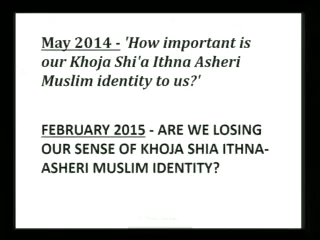 May 2014 - 'How important is
our Khoja Shi'a Ithna Asheri
Muslim identity to us?'
FEBRUARY 2015 - ARE WE LOSING
OUR SENSE OF KHOJA SHIA ITHNA-
ASHERI MUSLIM IDENTITY?